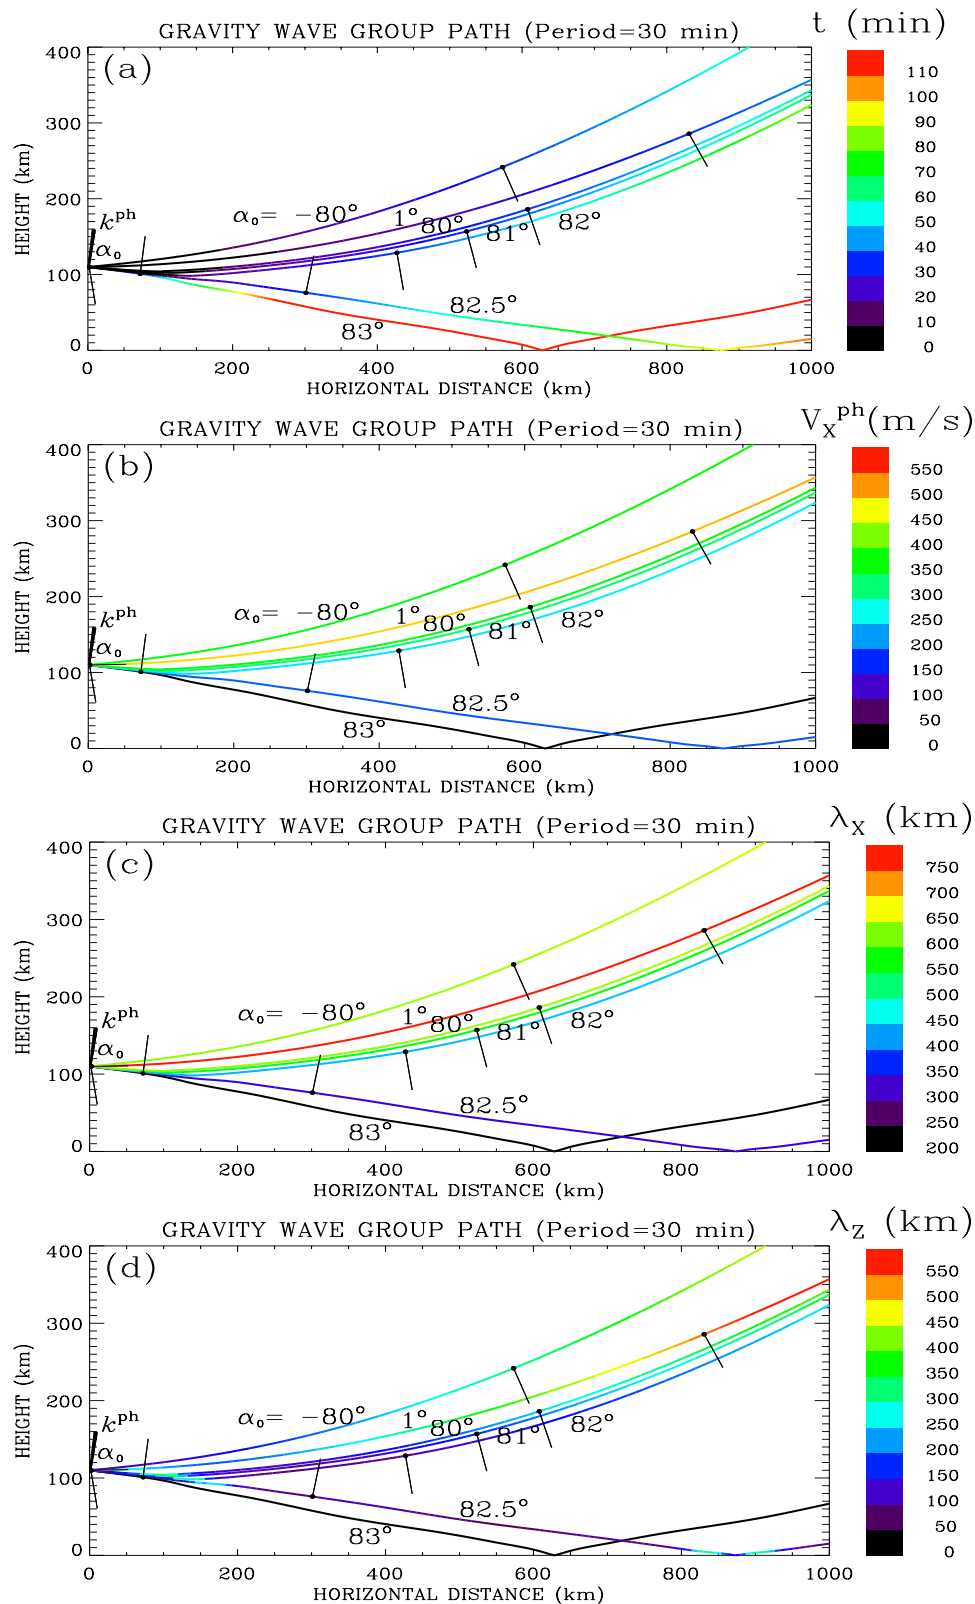 GRAVITY WAVE GROUP PATH (Period=30 min)
t (min)
(a)
400
300
200
100
0
HEIGHT (km)
k^ph
α₀
α₀= −80°
1°
80°
81°
82°
82.5°
83°
0 200 400 600 800 1000
HORIZONTAL DISTANCE (km)
110
100
90
80
70
60
50
40
30
20
10
0
GRAVITY WAVE GROUP PATH (Period=30 min)
V_X^ph(m/s)
(b)
400
300
200
100
0
HEIGHT (km)
k^ph
α₀
α₀= −80°
1°
80°
81°
82°
82.5°
83°
0 200 400 600 800 1000
HORIZONTAL DISTANCE (km)
550
500
450
400
350
300
250
200
150
100
50
0
GRAVITY WAVE GROUP PATH (Period=30 min)
λ_X (km)
(c)
400
300
200
100
0
HEIGHT (km)
k^ph
α₀
α₀= −80°
1°
80°
81°
82°
82.5°
83°
0 200 400 600 800 1000
HORIZONTAL DISTANCE (km)
750
700
650
600
550
500
450
400
350
300
250
200
GRAVITY WAVE GROUP PATH (Period=30 min)
λ_Z (km)
(d)
400
300
200
100
0
HEIGHT (km)
k^ph
α₀
α₀= −80°
1°
80°
81°
82°
82.5°
83°
0 200 400 600 800 1000
HORIZONTAL DISTANCE (km)
550
500
450
400
350
300
250
200
150
100
50
0